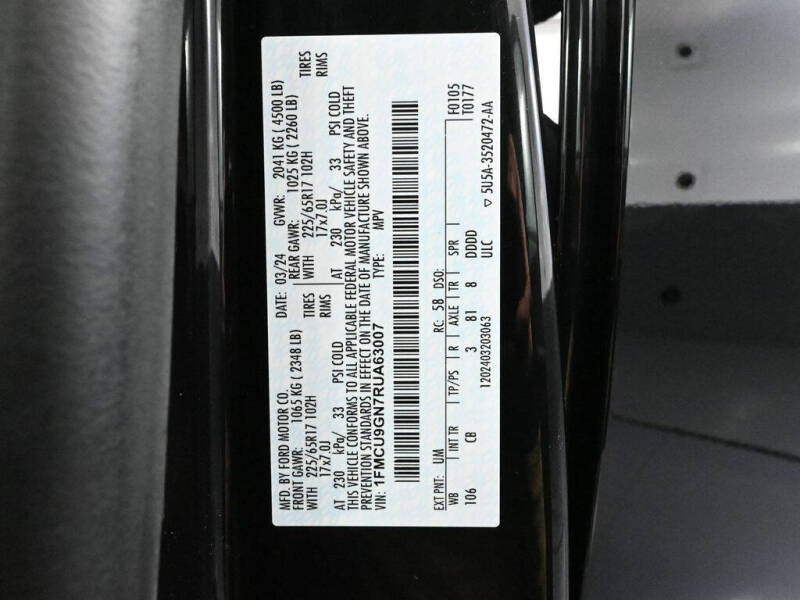 MFD. BY FORD MOTOR CO. DATE: 03/24 GVWR: 2041 KG ( 4500 LB)
FRONT GAWR: 1065 KG ( 2348 LB) REAR GAWR: 1025 KG ( 2260 LB)
WITH 225/65R17 102H TIRES WITH 225/65R17 102H TIRES
17x7.0J RIMS 17x7.0J RIMS
AT 230 kPa/ 33 PSI COLD AT 230 kPa/ 33 PSI COLD
THIS VEHICLE CONFORMS TO ALL APPLICABLE FEDERAL MOTOR VEHICLE SAFETY AND THEFT
PREVENTION STANDARDS IN EFFECT ON THE DATE OF MANUFACTURE SHOWN ABOVE.
VIN: 1FMCU9GN7RUA63007 TYPE: MPV
EXT PNT: UM RC: 58 DSO: F0105
WB INT TR TP/PS R AXLE TR SPR T0177
106 CB 3 81 8 DDDD
1202403203063 ULC 5U5A-3520472-AA